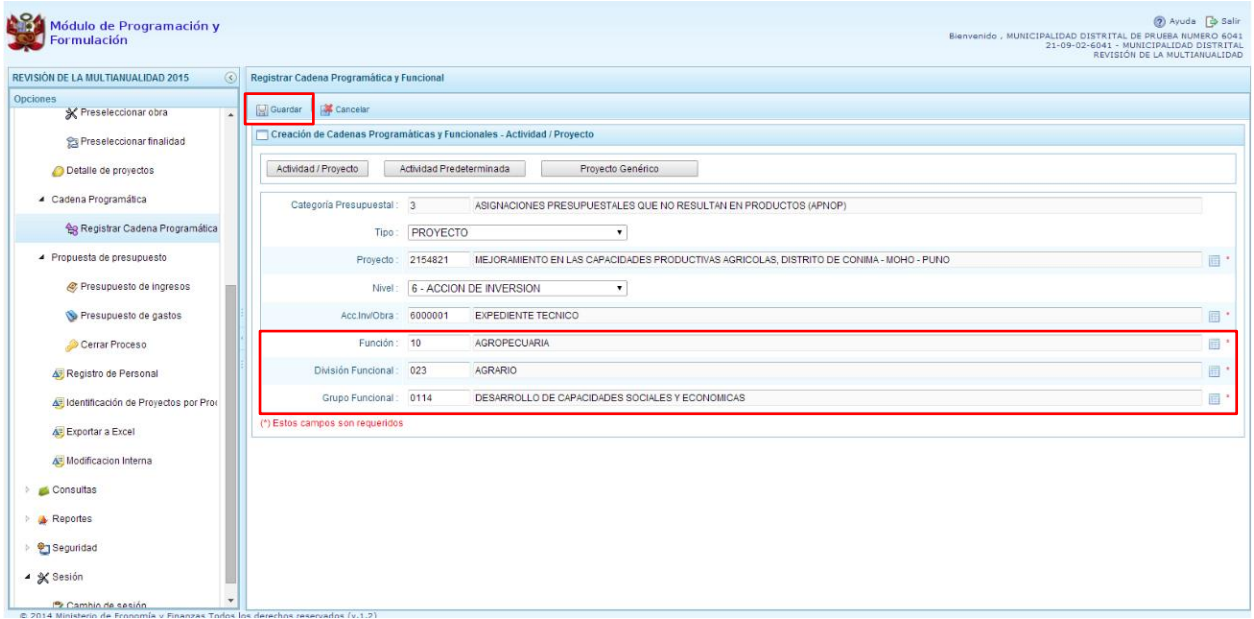 Módulo de Programación y
Formulación
Ayuda Salir
Bienvenido , MUNICIPALIDAD DISTRITAL DE PRUEBA NUMERO 6041
21-09-02-6041 - MUNICIPALIDAD DISTRITAL
REVISIÓN DE LA MULTIANUALIDAD
REVISIÓN DE LA MULTIANUALIDAD 2015
Opciones
Preseleccionar obra
Preseleccionar finalidad
Detalle de proyectos
Cadena Programática
Registrar Cadena Programática
Propuesta de presupuesto
Presupuesto de ingresos
Presupuesto de gastos
Cerrar Proceso
Registro de Personal
Identificación de Proyectos por Pro
Exportar a Excel
Modificacion Interna
Consultas
Reportes
Seguridad
Sesión
Cambio de sesión
Registrar Cadena Programática y Funcional
Guardar Cancelar
Creación de Cadenas Programáticas y Funcionales - Actividad / Proyecto
Actividad / Proyecto Actividad Predeterminada Proyecto Genérico
Categoría Presupuestal : 3 ASIGNACIONES PRESUPUESTALES QUE NO RESULTAN EN PRODUCTOS (APNOP)
Tipo : PROYECTO
Proyecto : 2154821 MEJORAMIENTO EN LAS CAPACIDADES PRODUCTIVAS AGRICOLAS, DISTRITO DE CONIMA - MOHO - PUNO *
Nivel : 6 - ACCION DE INVERSION
Acc.Inv/Obra : 6000001 EXPEDIENTE TECNICO *
Función : 10 AGROPECUARIA *
División Funcional : 023 AGRARIO *
Grupo Funcional : 0114 DESARROLLO DE CAPACIDADES SOCIALES Y ECONOMICAS *
(*) Estos campos son requeridos
© 2014 Ministerio de Economía y Finanzas Todos los derechos reservados (v.1.2)